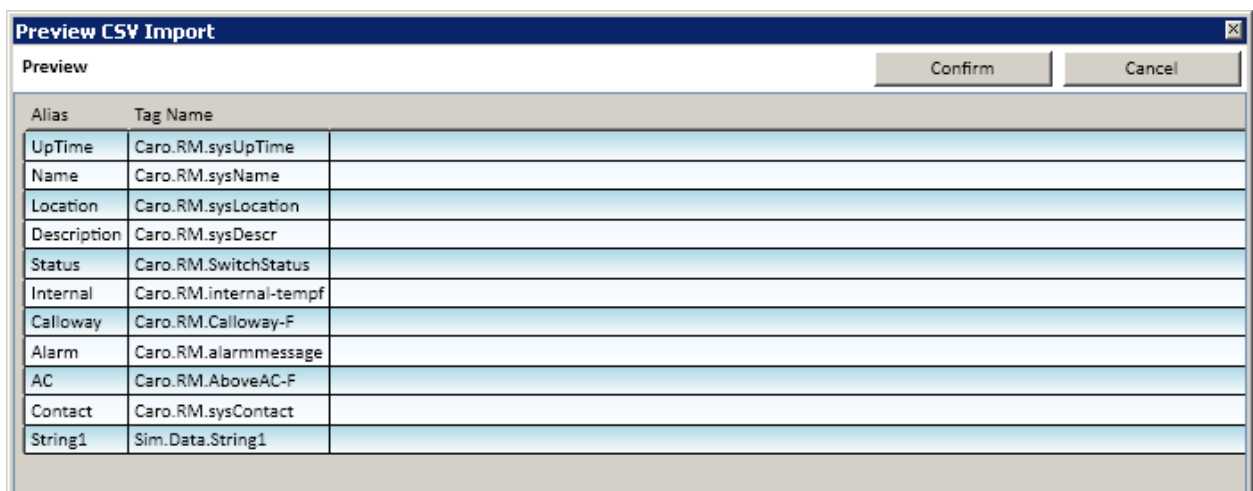 Preview CSV Import
Preview Confirm Cancel
Alias Tag Name
UpTime Caro.RM.sysUpTime
Name Caro.RM.sysName
Location Caro.RM.sysLocation
Description Caro.RM.sysDescr
Status Caro.RM.SwitchStatus
Internal Caro.RM.internal-tempf
Calloway Caro.RM.Calloway-F
Alarm Caro.RM.alarmmessage
AC Caro.RM.AboveAC-F
Contact Caro.RM.sysContact
String1 Sim.Data.String1